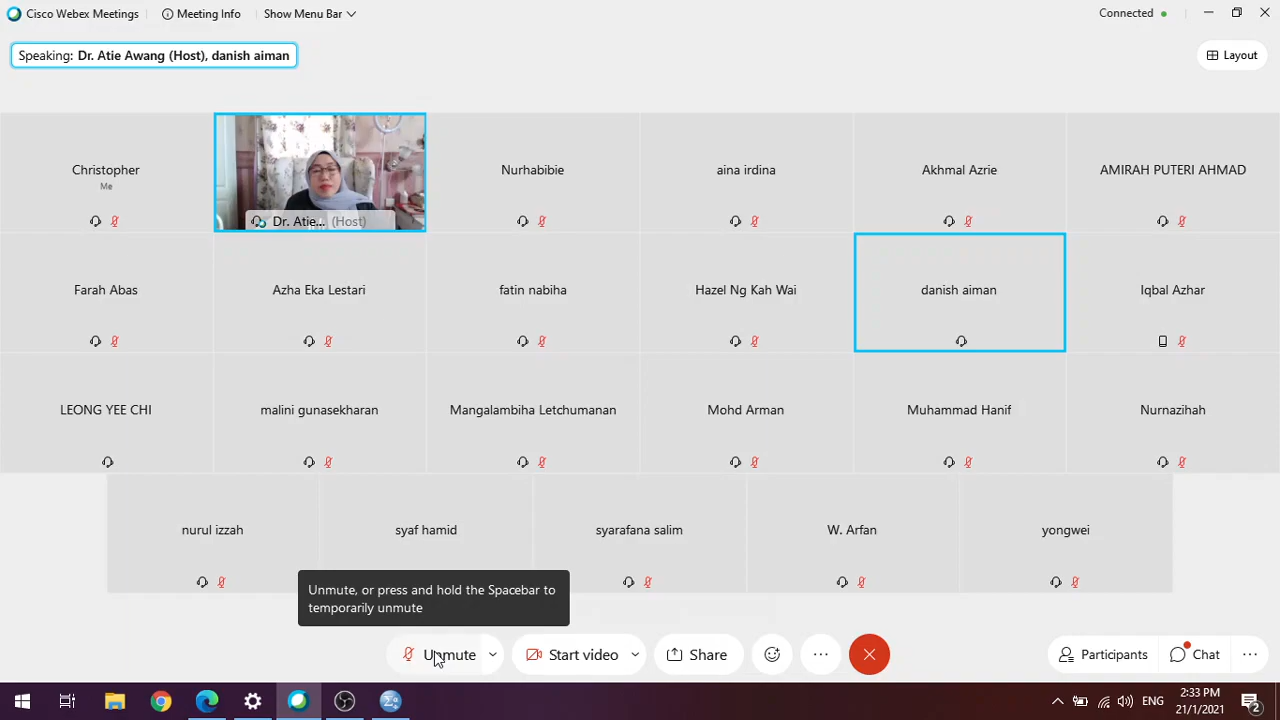 Cisco Webex Meetings
Meeting Info
Show Menu Bar
Connected
Speaking: Dr. Atie Awang (Host), danish aiman
Layout
Christopher
Me
Dr. Atie... (Host)
Nurhabibie
aina irdina
Akhmal Azrie
AMIRAH PUTERI AHMAD
Farah Abas
Azha Eka Lestari
fatin nabiha
Hazel Ng Kah Wai
danish aiman
Iqbal Azhar
LEONG YEE CHI
malini gunasekharan
Mangalambiha Letchumanan
Mohd Arman
Muhammad Hanif
Nurnazihah
nurul izzah
syaf hamid
syarafana salim
W. Arfan
yongwei
Unmute, or press and hold the Spacebar to
temporarily unmute
Unmute
Start video
Share
Participants
Chat
ENG
2:33 PM
21/1/2021
2